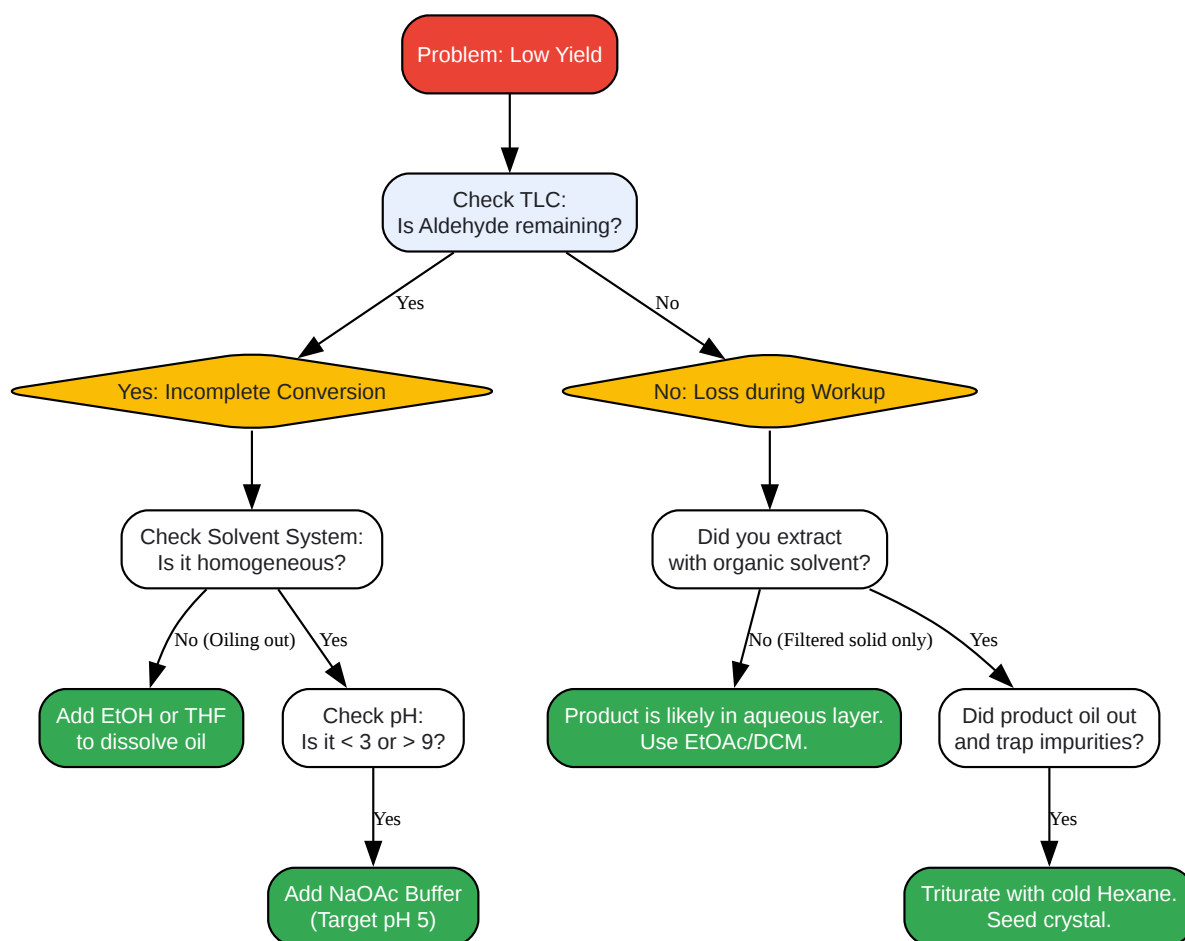 Problem: Low Yield
Check TLC:
Is Aldehyde remaining?
Yes
No
Yes: Incomplete Conversion
No: Loss during Workup
Check Solvent System:
Is it homogeneous?
Did you extract
with organic solvent?
No (Oiling out)
Yes
No (Filtered solid only)
Yes
Add EtOH or THF
to dissolve oil
Check pH:
Is it < 3 or > 9?
Product is likely in aqueous layer.
Use EtOAc/DCM.
Did product oil out
and trap impurities?
Yes
Yes
Add NaOAc Buffer
(Target pH 5)
Triturate with cold Hexane.
Seed crystal.